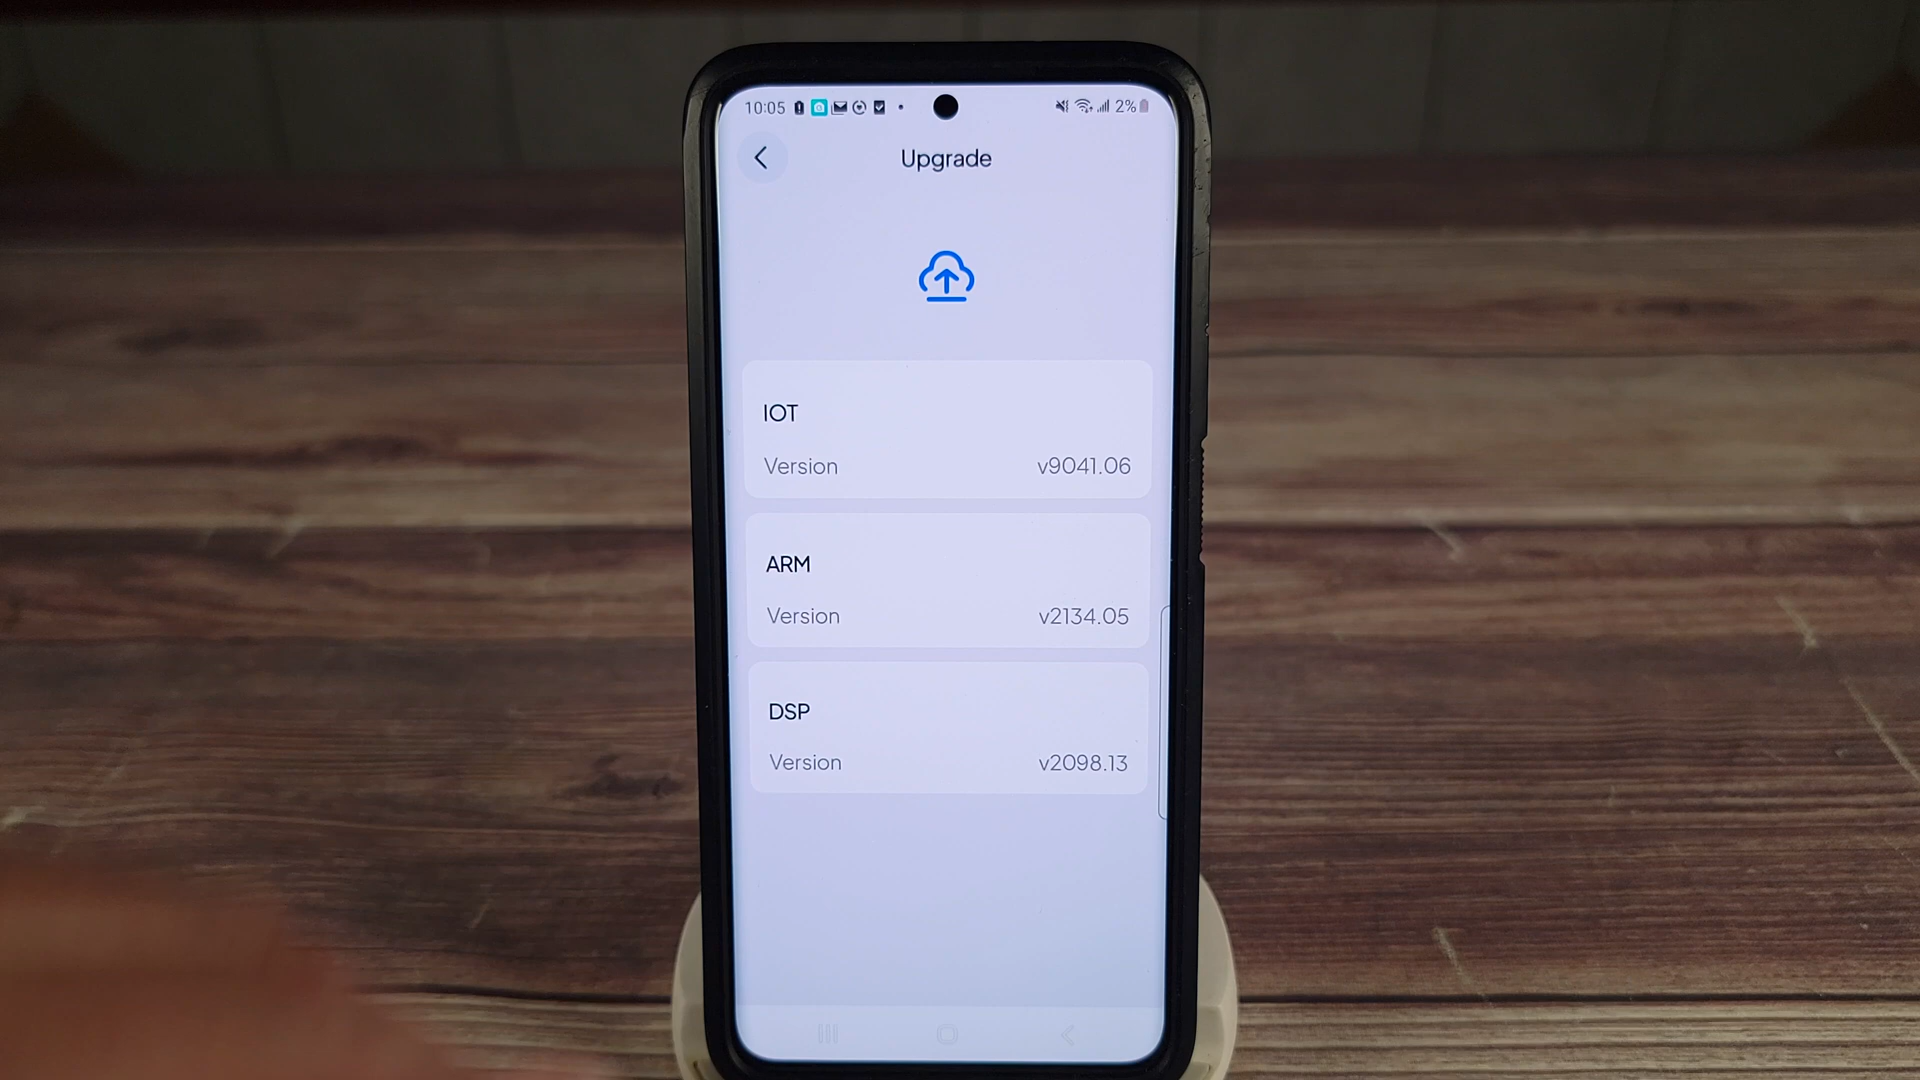 10:05 2%
Upgrade
IOT
Version v9041.06
ARM
Version v2134.05
DSP
Version v2098.13